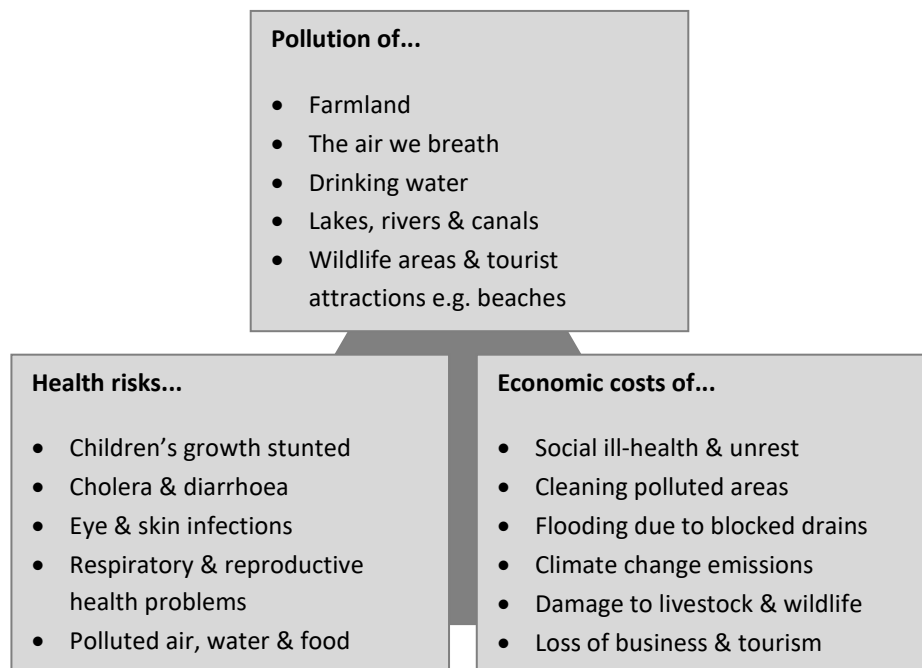 Pollution of...
• Farmland
• The air we breath
• Drinking water
• Lakes, rivers & canals
• Wildlife areas & tourist
attractions e.g. beaches
Health risks...
• Children’s growth stunted
• Cholera & diarrhoea
• Eye & skin infections
• Respiratory & reproductive
health problems
• Polluted air, water & food
Economic costs of...
• Social ill-health & unrest
• Cleaning polluted areas
• Flooding due to blocked drains
• Climate change emissions
• Damage to livestock & wildlife
• Loss of business & tourism